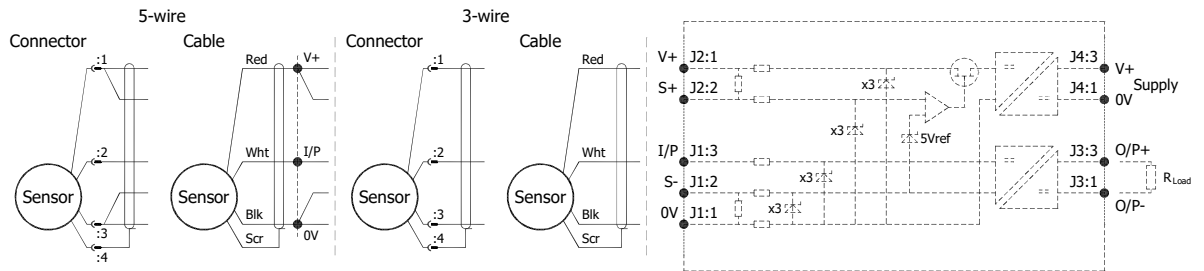 5-wire
3-wire
Connector
Cable
Connector
Cable
:1
Red
V+
:1
Red
V+
J2:1
J4:3
V+
S+
J2:2
x3
J4:1
Supply
0V
x3
5Vref
:2
Wht
I/P
:2
Wht
I/P
J1:3
J3:3
O/P+
Sensor
Sensor
Sensor
Sensor
S-
J1:2
x3
J3:1
RLoad
x3
O/P-
:3
Blk
0V
:3
Blk
0V
J1:1
:4
Scr
:4
Scr